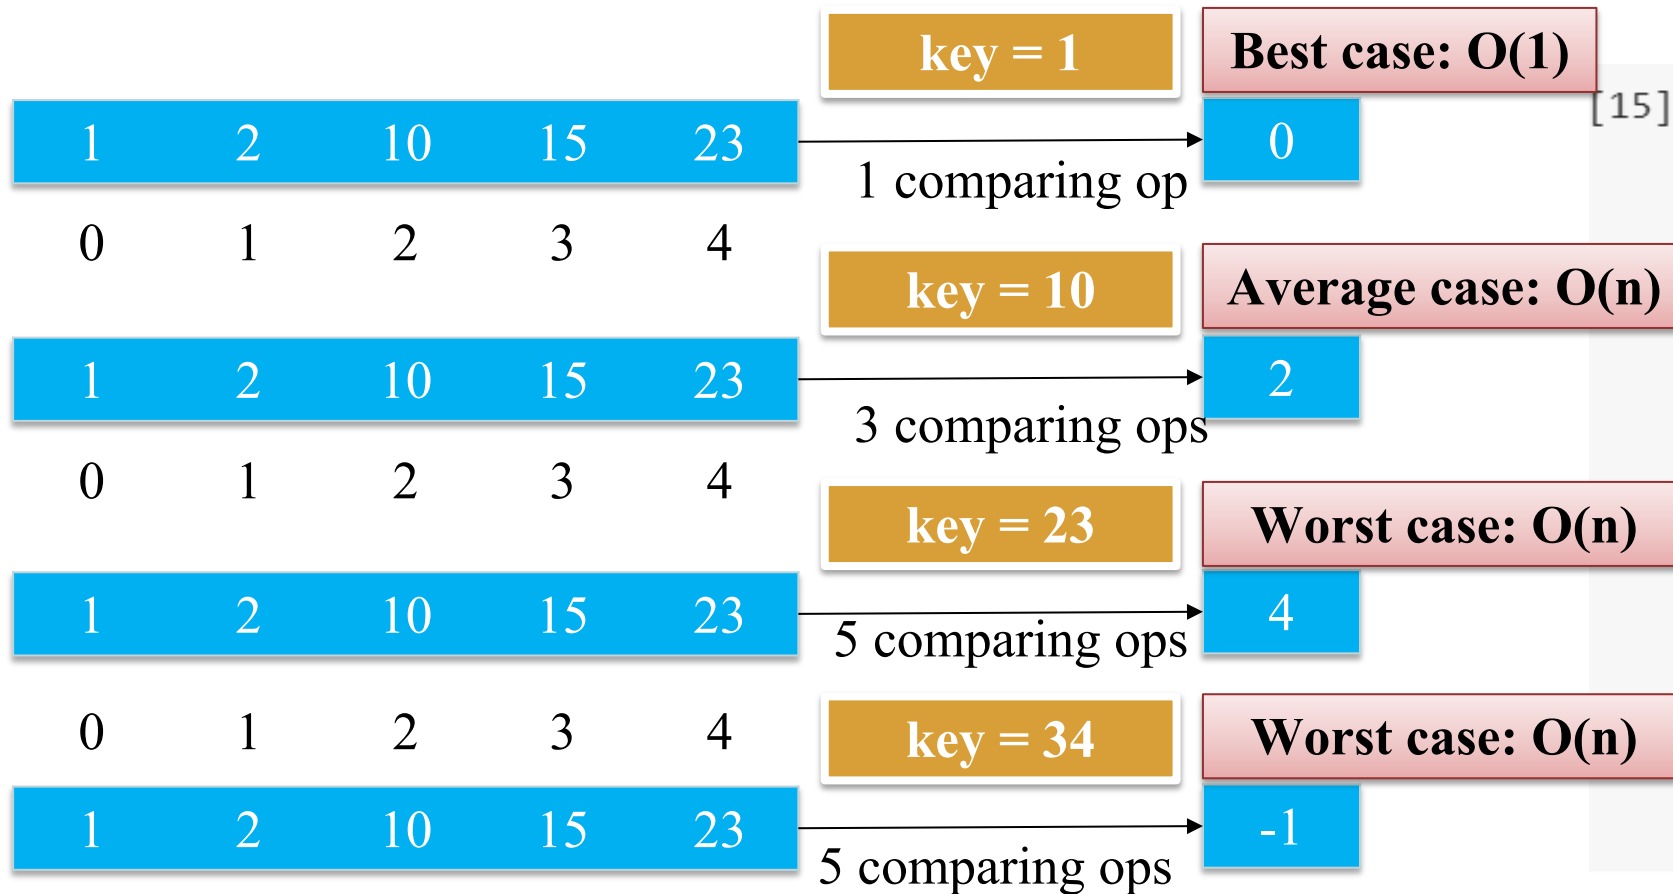 key = 1
Best case: O(1)
[15]
1 2 10 15 23
0
1 comparing op
0 1 2 3 4
key = 10
Average case: O(n)
1 2 10 15 23
2
3 comparing ops
0 1 2 3 4
key = 23
Worst case: O(n)
1 2 10 15 23
4
5 comparing ops
0 1 2 3 4
key = 34
Worst case: O(n)
1 2 10 15 23
-1
5 comparing ops